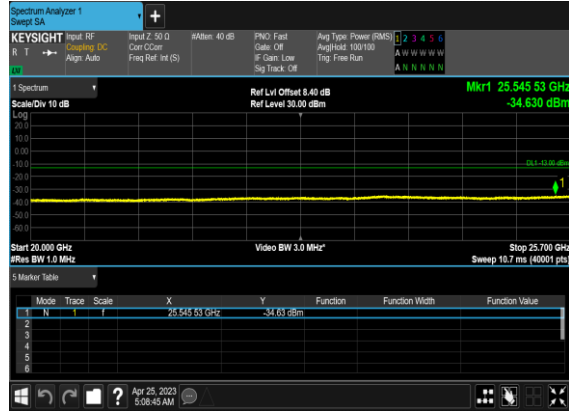 Spectrum Analyzer 1
Swept SA
+
KEYSIGHT Input: RF Input Z: 50 Ω #Atten: 40 dB PNO: Fast Avg Type: Power (RMS) 1 2 3 4 5 6
R T Coupling: DC Corr CCorr Gate: Off Avg|Hold: 100/100 A W W W W W
Align: Auto Freq Ref: Int (S) IF Gain: Low Trig: Free Run
Sig Track: Off A N N N N N
LW
1 Spectrum Ref Lvl Offset 8.40 dB Mkr1 25.545 53 GHz
Scale/Div 10 dB Ref Level 30.00 dBm -34.630 dBm
Log
20.0
10.0
0.00
-10.0 DL1 -13.00 dBm
-20.0
-30.0 1
-40.0
-50.0
-60.0
Start 20.000 GHz Video BW 3.0 MHz* Stop 25.700 GHz
#Res BW 1.0 MHz Sweep 10.7 ms (40001 pts)
5 Marker Table
Mode Trace Scale X Y Function Function Width Function Value
1 N 1 f 25.545 53 GHz -34.63 dBm
2
3
4
5
6
? Apr 25, 2023
5:08:45 AM